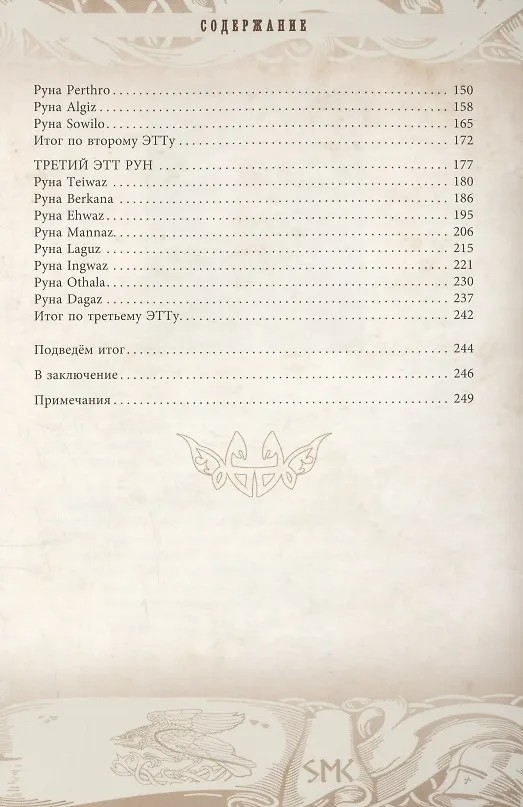 СОДЕРЖАНИЕ
Руна Perthro 150
Руна Algiz 158
Руна Sowilo 165
Итог по второму ЭТТу 172
ТРЕТИЙ ЭТТ РУН 177
Руна Teiwaz 180
Руна Berkana 186
Руна Ehwaz 195
Руна Mannaz 206
Руна Laguz 215
Руна Ingwaz 221
Руна Othala 230
Руна Dagaz 237
Итог по третьему ЭТТу 242
Подведём итог 244
В заключение 246
Примечания 249
SMK